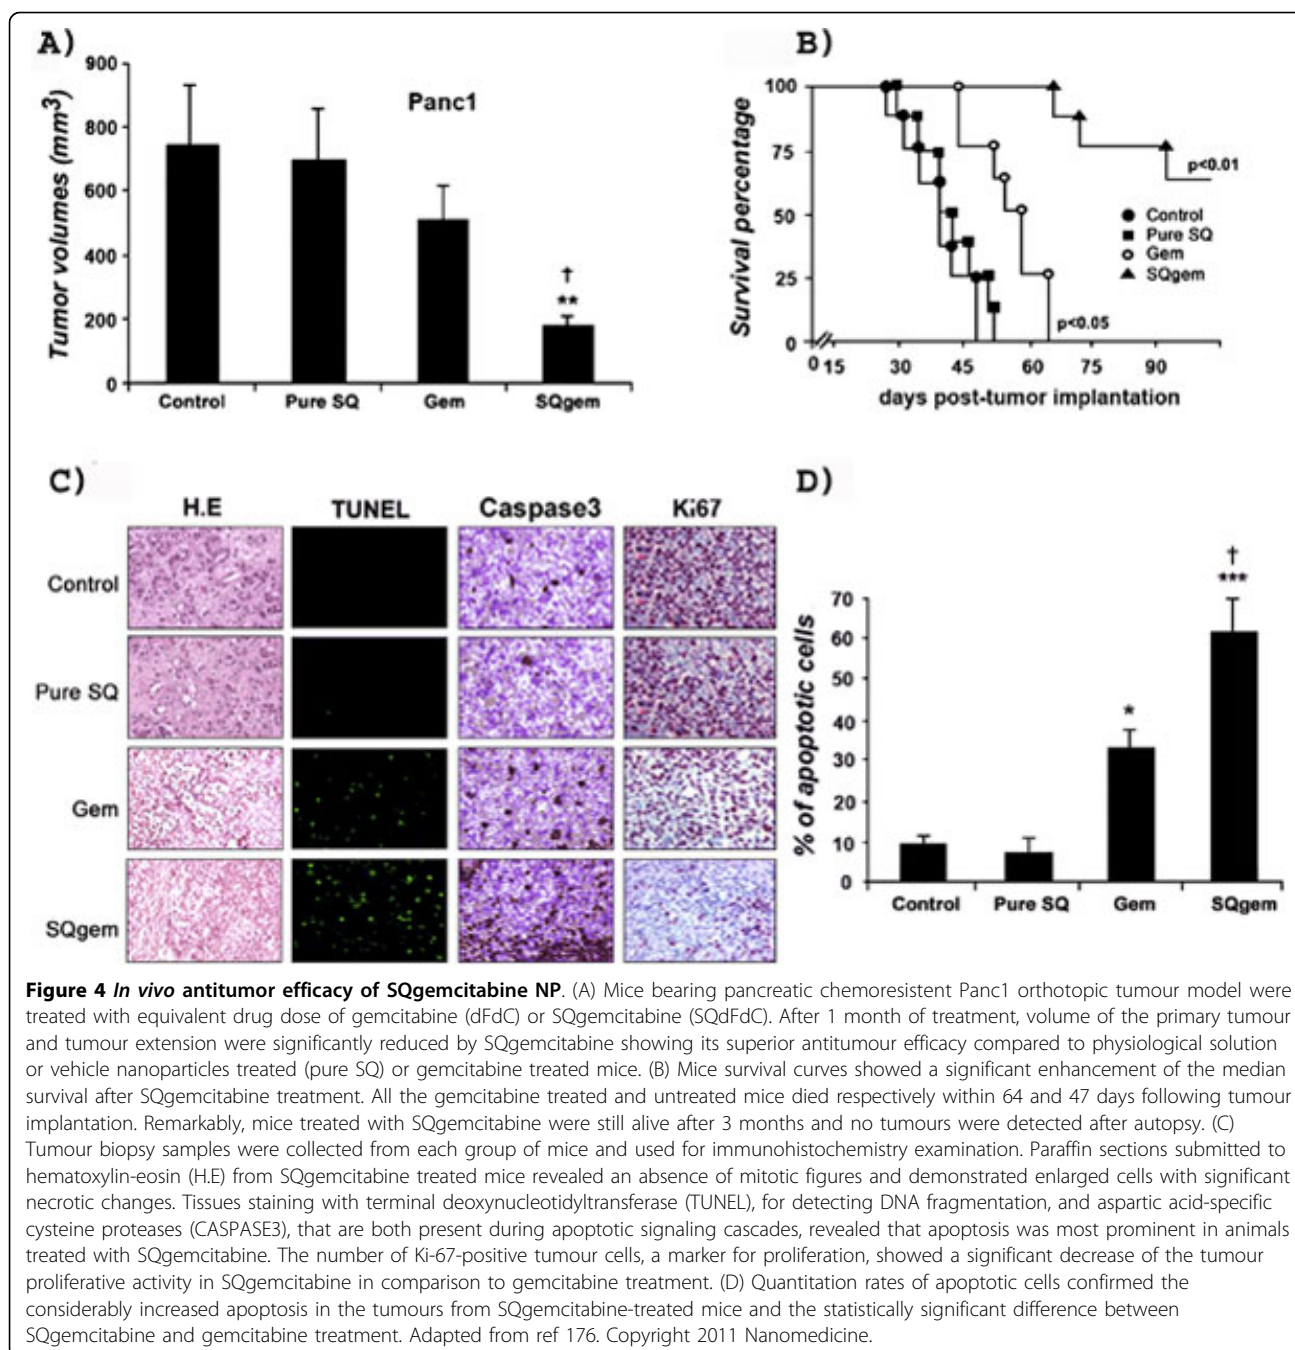 A)
900
800
600
400
200
0
Tumor volumes (mm3)
Panc1
†
**
Control Pure SQ Gem SQgem
B)
100
75
50
25
0
Survival percentage
p<0.01
Control
Pure SQ
Gem
SQgem
p<0.05
0 15 30 45 60 75 90
days post-tumor implantation
C)
H.E TUNEL Caspase3 Ki67
Control
Pure SQ
Gem
SQgem
D)
70
60
50
40
30
20
10
0
% of apoptotic cells
†
***
*
Control Pure SQ Gem SQgem
Figure 4 In vivo antitumor efficacy of SQgemcitabine NP. (A) Mice bearing pancreatic chemoresistent Panc1 orthotopic tumour model were
treated with equivalent drug dose of gemcitabine (dFdC) or SQgemcitabine (SQdFdC). After 1 month of treatment, volume of the primary tumour
and tumour extension were significantly reduced by SQgemcitabine showing its superior antitumour efficacy compared to physiological solution
or vehicle nanoparticles treated (pure SQ) or gemcitabine treated mice. (B) Mice survival curves showed a significant enhancement of the median
survival after SQgemcitabine treatment. All the gemcitabine treated and untreated mice died respectively within 64 and 47 days following tumour
implantation. Remarkably, mice treated with SQgemcitabine were still alive after 3 months and no tumours were detected after autopsy. (C)
Tumour biopsy samples were collected from each group of mice and used for immunohistochemistry examination. Paraffin sections submitted to
hematoxylin-eosin (H.E) from SQgemcitabine treated mice revealed an absence of mitotic figures and demonstrated enlarged cells with significant
necrotic changes. Tissues staining with terminal deoxynucleotidyltransferase (TUNEL), for detecting DNA fragmentation, and aspartic acid-specific
cysteine proteases (CASPASE3), that are both present during apoptotic signaling cascades, revealed that apoptosis was most prominent in animals
treated with SQgemcitabine. The number of Ki-67-positive tumour cells, a marker for proliferation, showed a significant decrease of the tumour
proliferative activity in SQgemcitabine in comparison to gemcitabine treatment. (D) Quantitation rates of apoptotic cells confirmed the
considerably increased apoptosis in the tumours from SQgemcitabine-treated mice and the statistically significant difference between
SQgemcitabine and gemcitabine treatment. Adapted from ref 176. Copyright 2011 Nanomedicine.